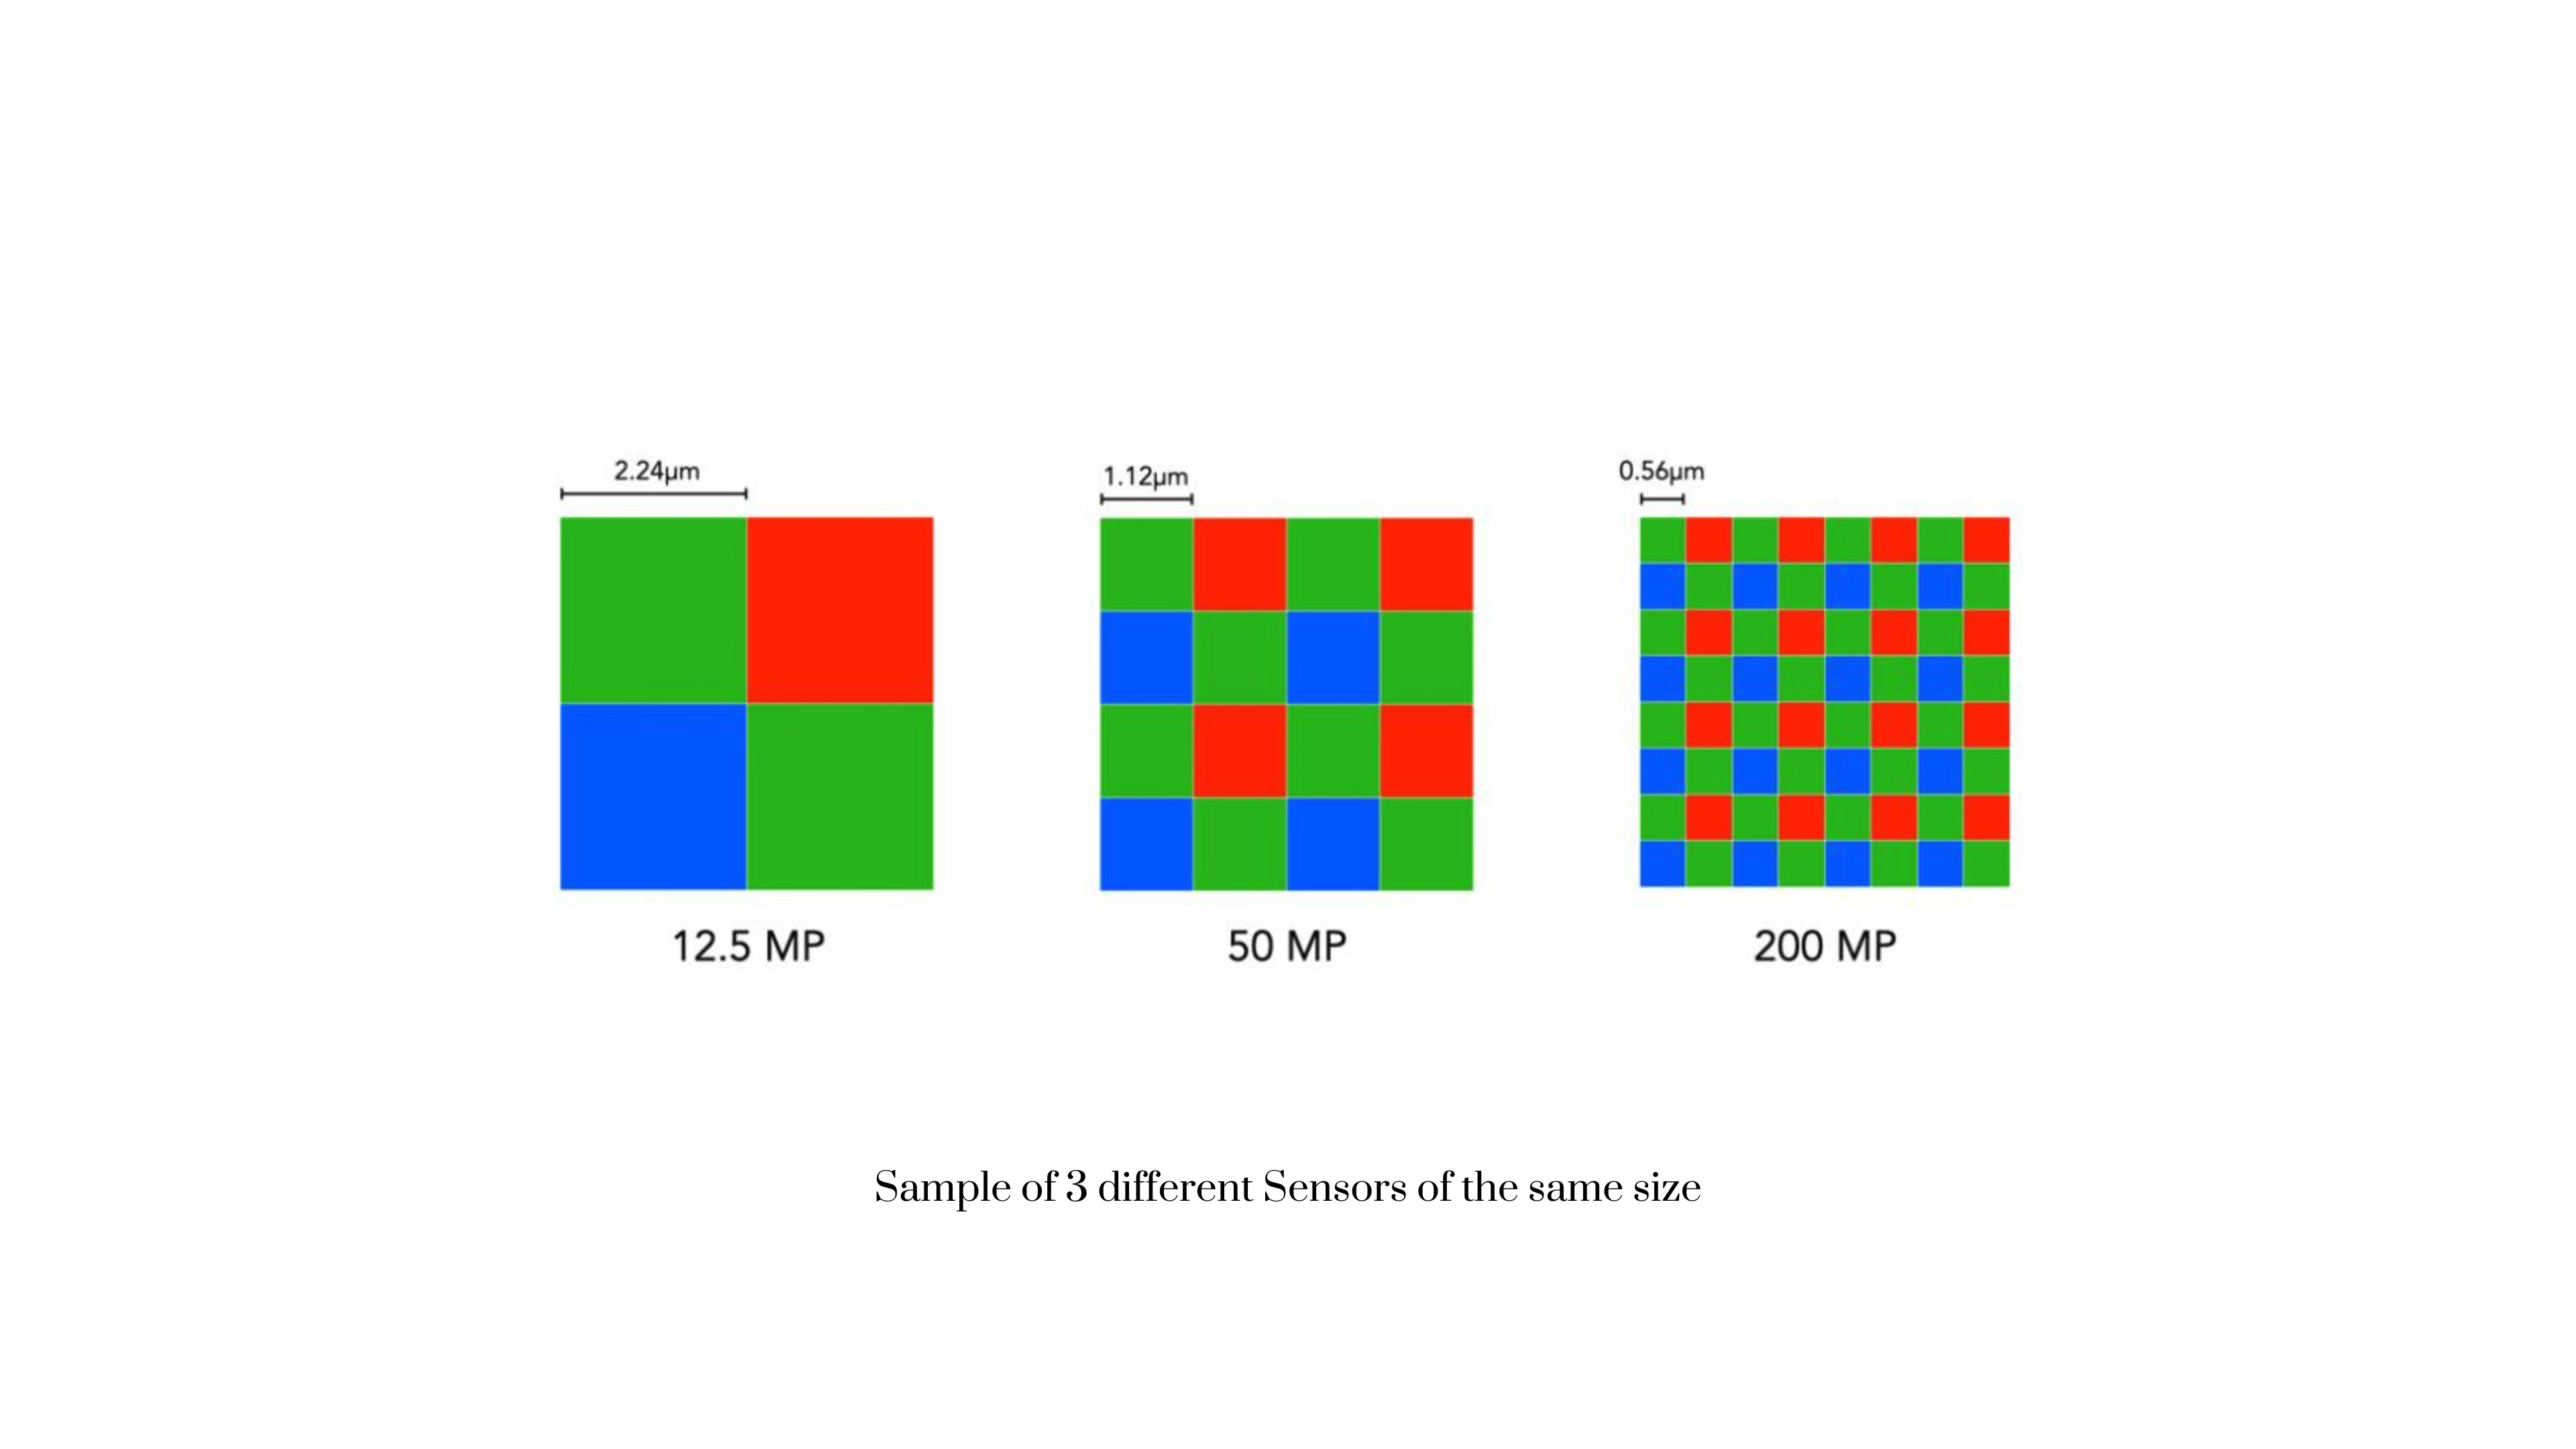 2.24µm
1.12µm
0.56µm
12.5 MP
50 MP
200 MP
Sample of 3 different Sensors of the same size